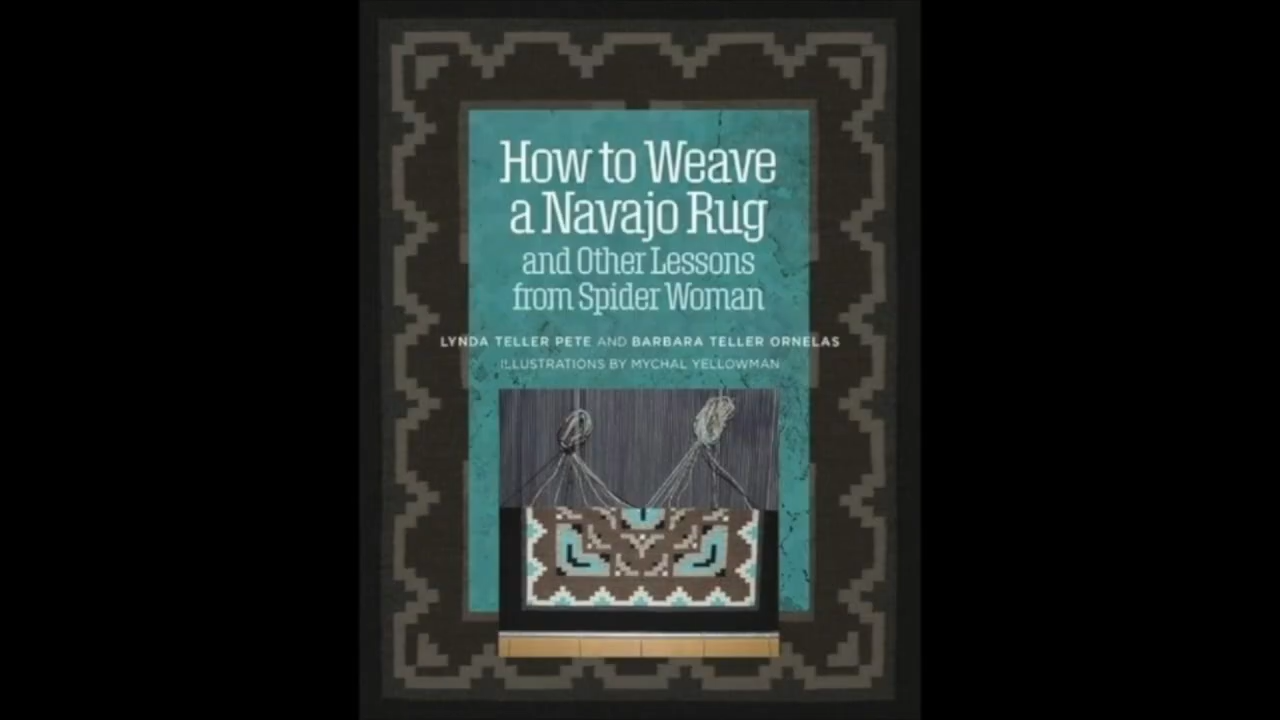 How to Weave
a Navajo Rug
and Other Lessons
from Spider Woman
LYNDA TELLER PETE AND BARBARA TELLER ORNELAS
ILLUSTRATIONS BY MYCHAL YELLOWMAN